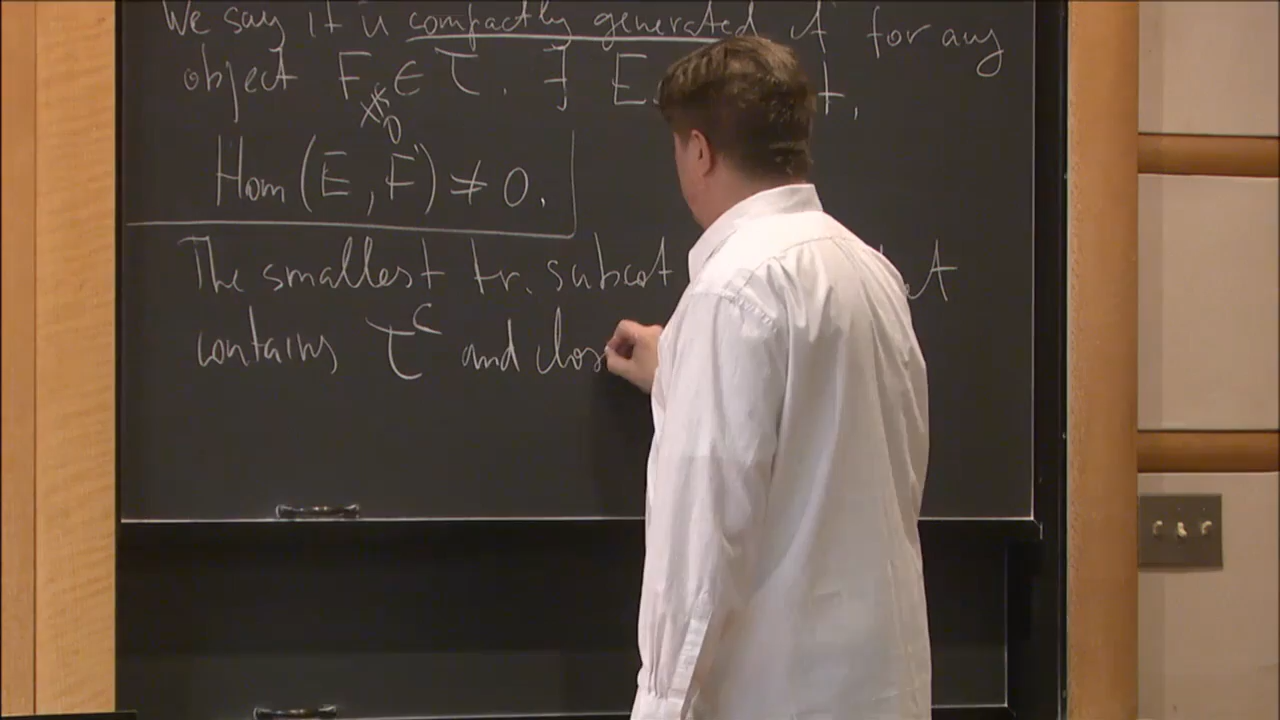 We say it is compactly generated if for any
object F ∈ T. ∃ E t,
≠ 0
Hom(E, F) ≠ 0.
The smallest tr. subcat
contains T^c and clos